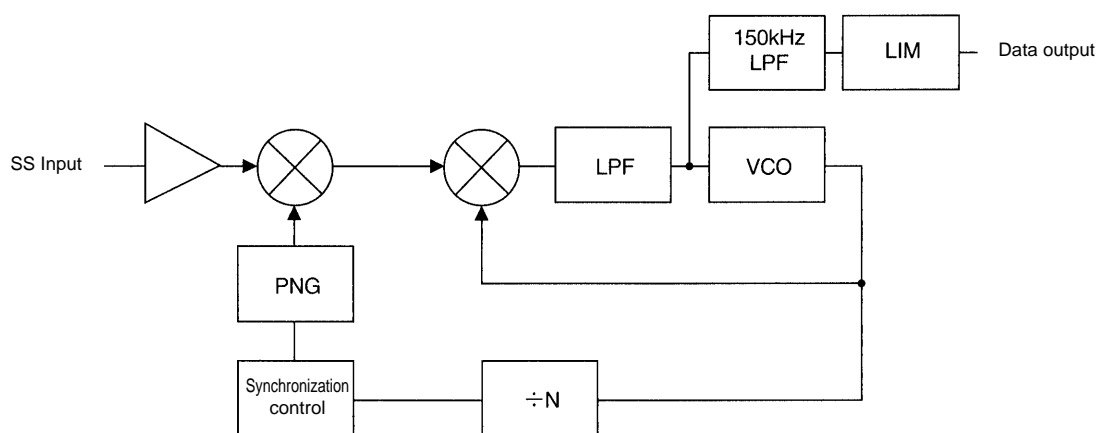 150kHz
LPF
LIM
Data output
SS Input
LPF
VCO
PNG
Synchronization
control
÷N